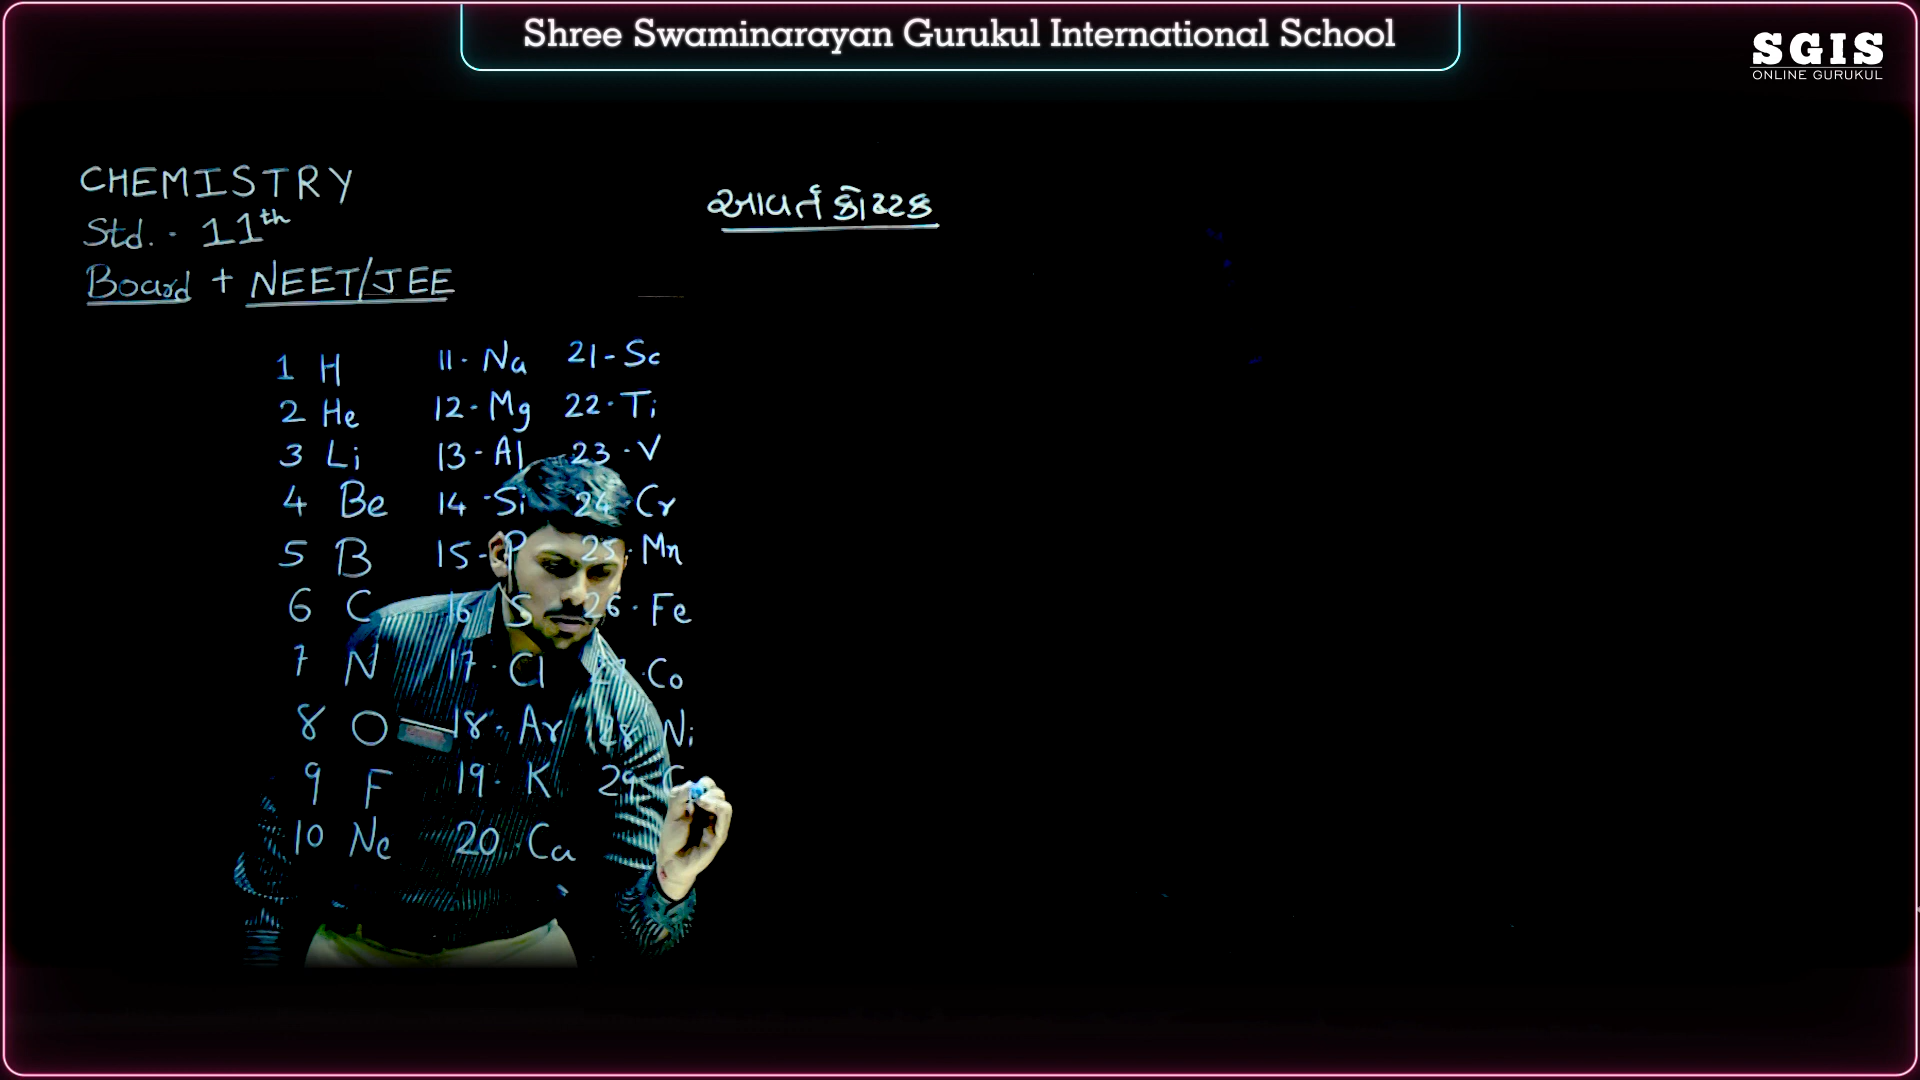 Shree Swaminarayan Gurukul International School
SGIS
ONLINE GURUKUL
CHEMISTRY
Std. - 11th
Board + NEET/JEE
આવર્ત કોષ્ટક
1 H
2 He
3 Li
4 Be
5 B
6 C
7 N
8 O
9 F
10 Ne
11 - Na
12 - Mg
13 - Al
14 - Si
15 - P
16 - S
17 - Cl
18 - Ar
19 - K
20 - Ca
21 - Sc
22 - Ti
23 - V
24 - Cr
25 - Mn
26 - Fe
27 - Co
28 Ni
29 C